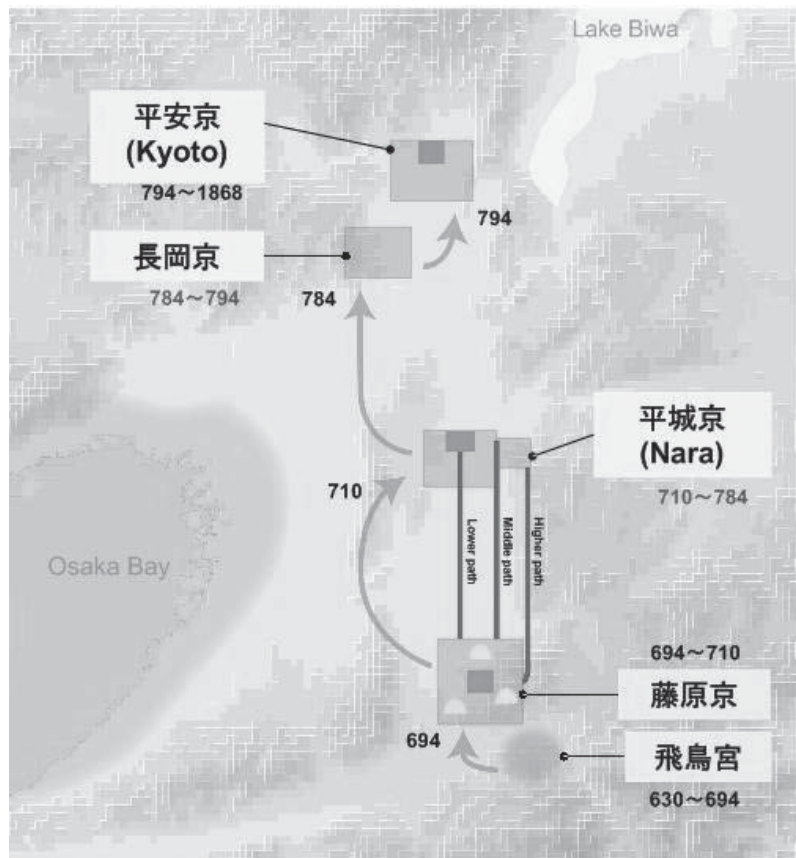 Lake Biwa
平安京
(Kyoto)
794～1868
794
長岡京
784～794
784
平城京
(Nara)
710～784
710
Lower path
Middle path
Higher path
Osaka Bay
694～710
藤原京
694
飛鳥宮
630～694